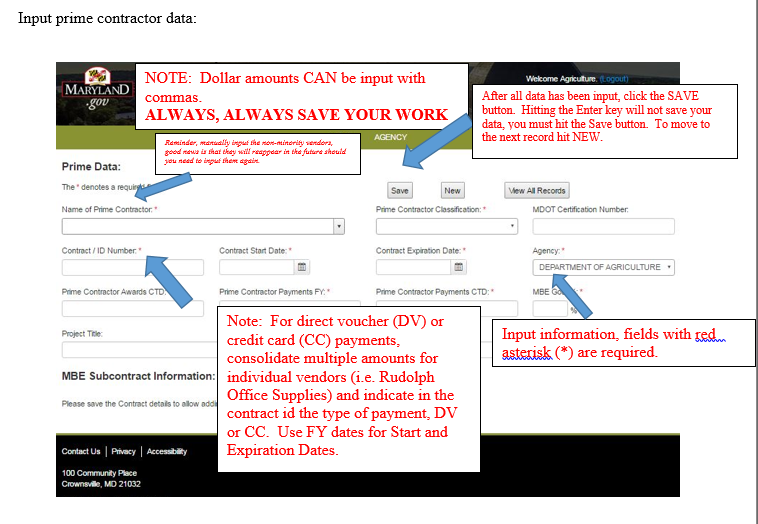 Input prime contractor data:
MARYLAND
.gov
NOTE: Dollar amounts CAN be input with
commas.
ALWAYS, ALWAYS SAVE YOUR WORK
Welcome Agriculture. (Logout)
After all data has been input, click the SAVE
button. Hitting the Enter key will not save your
data, you must hit the Save button. To move to
the next record hit NEW.
AGENCY
Reminder, manually input the non-minority vendors,
good news is that they will reappear in the future should
you need to input them again.
Prime Data:
The * denotes a
Save New View All Records
Name of Prime Contractor: * Prime Contractor Classification: * MDOT Certification Number:
Contract / ID Number: * Contract Start Date: * Contract Expiration Date: * Agency: *
DEPARTMENT OF AGRICULTURE
Prime Contractor Awards CTD: Prime Contractor Payments FY: * Prime Contractor Payments CTD: * MBE *
%
Project Title:
Note: For direct voucher (DV) or
credit card (CC) payments,
consolidate multiple amounts for
individual vendors (i.e. Rudolph
Office Supplies) and indicate in the
contract id the type of payment, DV
or CC. Use FY dates for Start and
Expiration Dates.
Input information, fields with red
asterisk (*) are required.
MBE Subcontract Information:
Please save the Contract details to allow
Contact Us | Privacy | Accessibility
100 Community Place
Crownsville, MD 21032